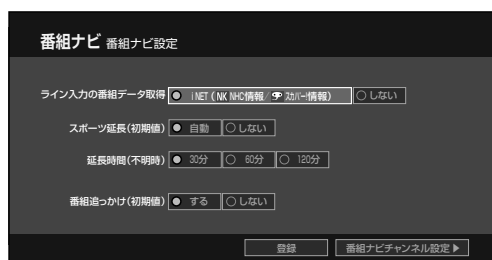 番組ナビ 番組ナビ設定
ライン入力の番組データ取得 iNET(NK NHC情報/スカパー!情報) しない
スポーツ延長(初期値) 自動 しない
延長時間(不明時) 30分 60分 120分
番組追っかけ(初期値) する しない
登録 番組ナビチャンネル設定▶